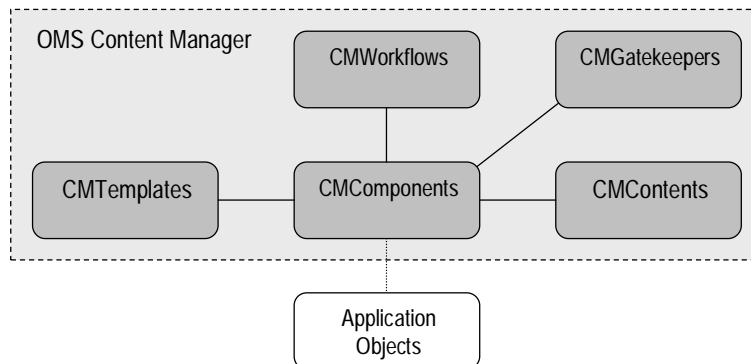 OMS Content Manager
CMWorkflows
CMGatekeepers
CMTemplates
CMComponents
CMContents
Application
Objects